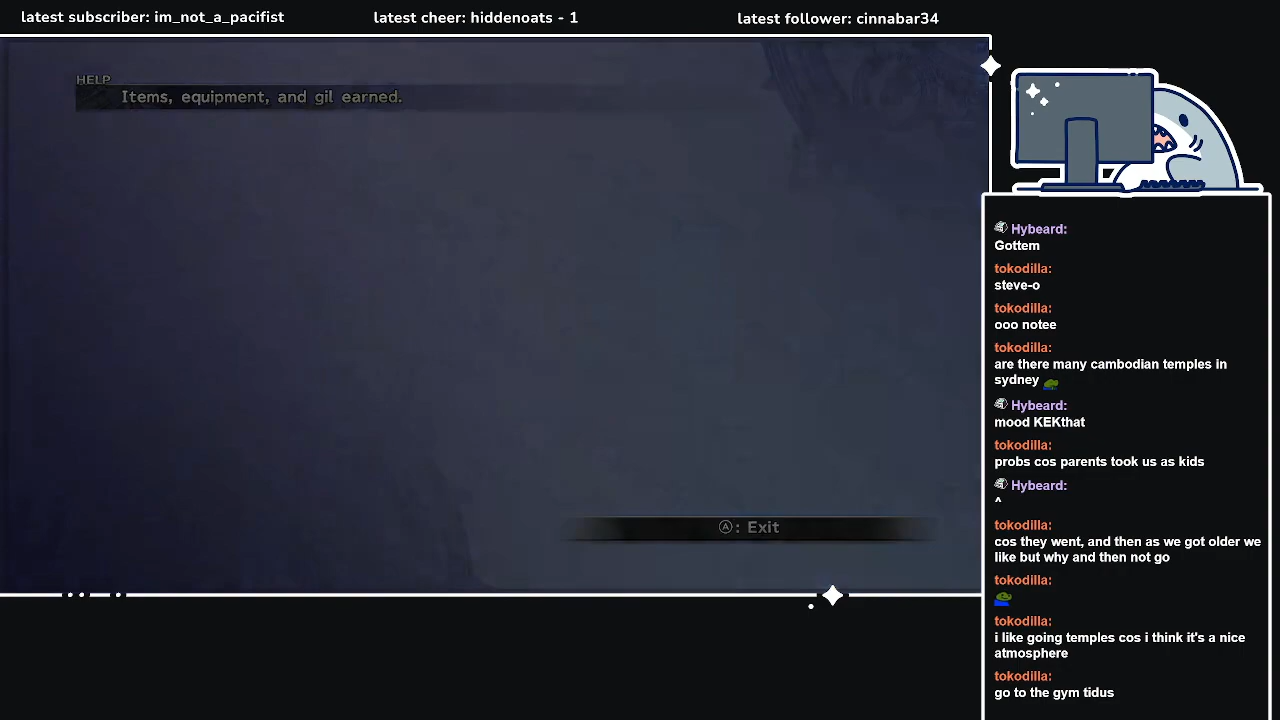 latest subscriber: im_not_a_pacifist
latest cheer: hiddenoats - 1
latest follower: cinnabar34
HELP
Items, equipment, and gil earned.
Ⓐ: Exit
Hybeard:
Gottem
tokodilla:
steve-o
tokodilla:
ooo notee
tokodilla:
are there many cambodian temples in
sydney
Hybeard:
mood KEKthat
tokodilla:
probs cos parents took us as kids
Hybeard:
^
tokodilla:
cos they went, and then as we got older we
like but why and then not go
tokodilla:
tokodilla:
i like going temples cos i think it's a nice
atmosphere
tokodilla:
go to the gym tidus